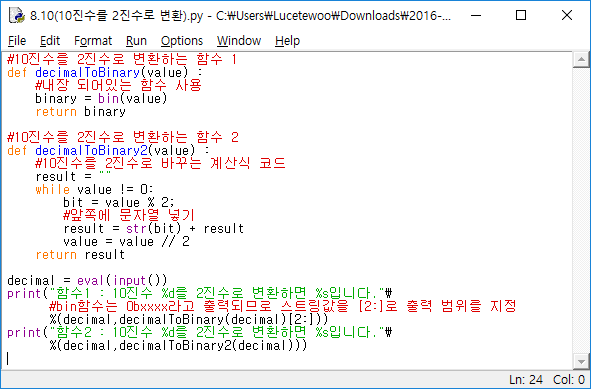 8.10(10진수를 2진수로 변환).py - C:₩Users₩Lucetewoo₩Downloads₩2016-...
File Edit Format Run Options Window Help
#10진수를 2진수로 변환하는 함수 1
def decimalToBinary(value) :
    #내장 되어있는 함수 사용
    binary = bin(value)
    return binary

#10진수를 2진수로 변환하는 함수 2
def decimalToBinary2(value) :
    #10진수를 2진수로 바꾸는 계산식 코드
    result = ""
    while value != 0:
        bit = value % 2;
        #앞쪽에 문자열 넣기
        result = str(bit) + result
        value = value // 2
    return result

decimal = eval(input())
print("함수1 : 10진수 %d를 2진수로 변환하면 %s입니다."₩
      #bin함수는 0bxxxx라고 출력되므로 스트링값을 [2:]로 출력 범위를 지정
      %(decimal,decimalToBinary(decimal)[2:]))
print("함수2 : 10진수 %d를 2진수로 변환하면 %s입니다."₩
      %(decimal,decimalToBinary2(decimal)))
Ln: 24 Col: 0